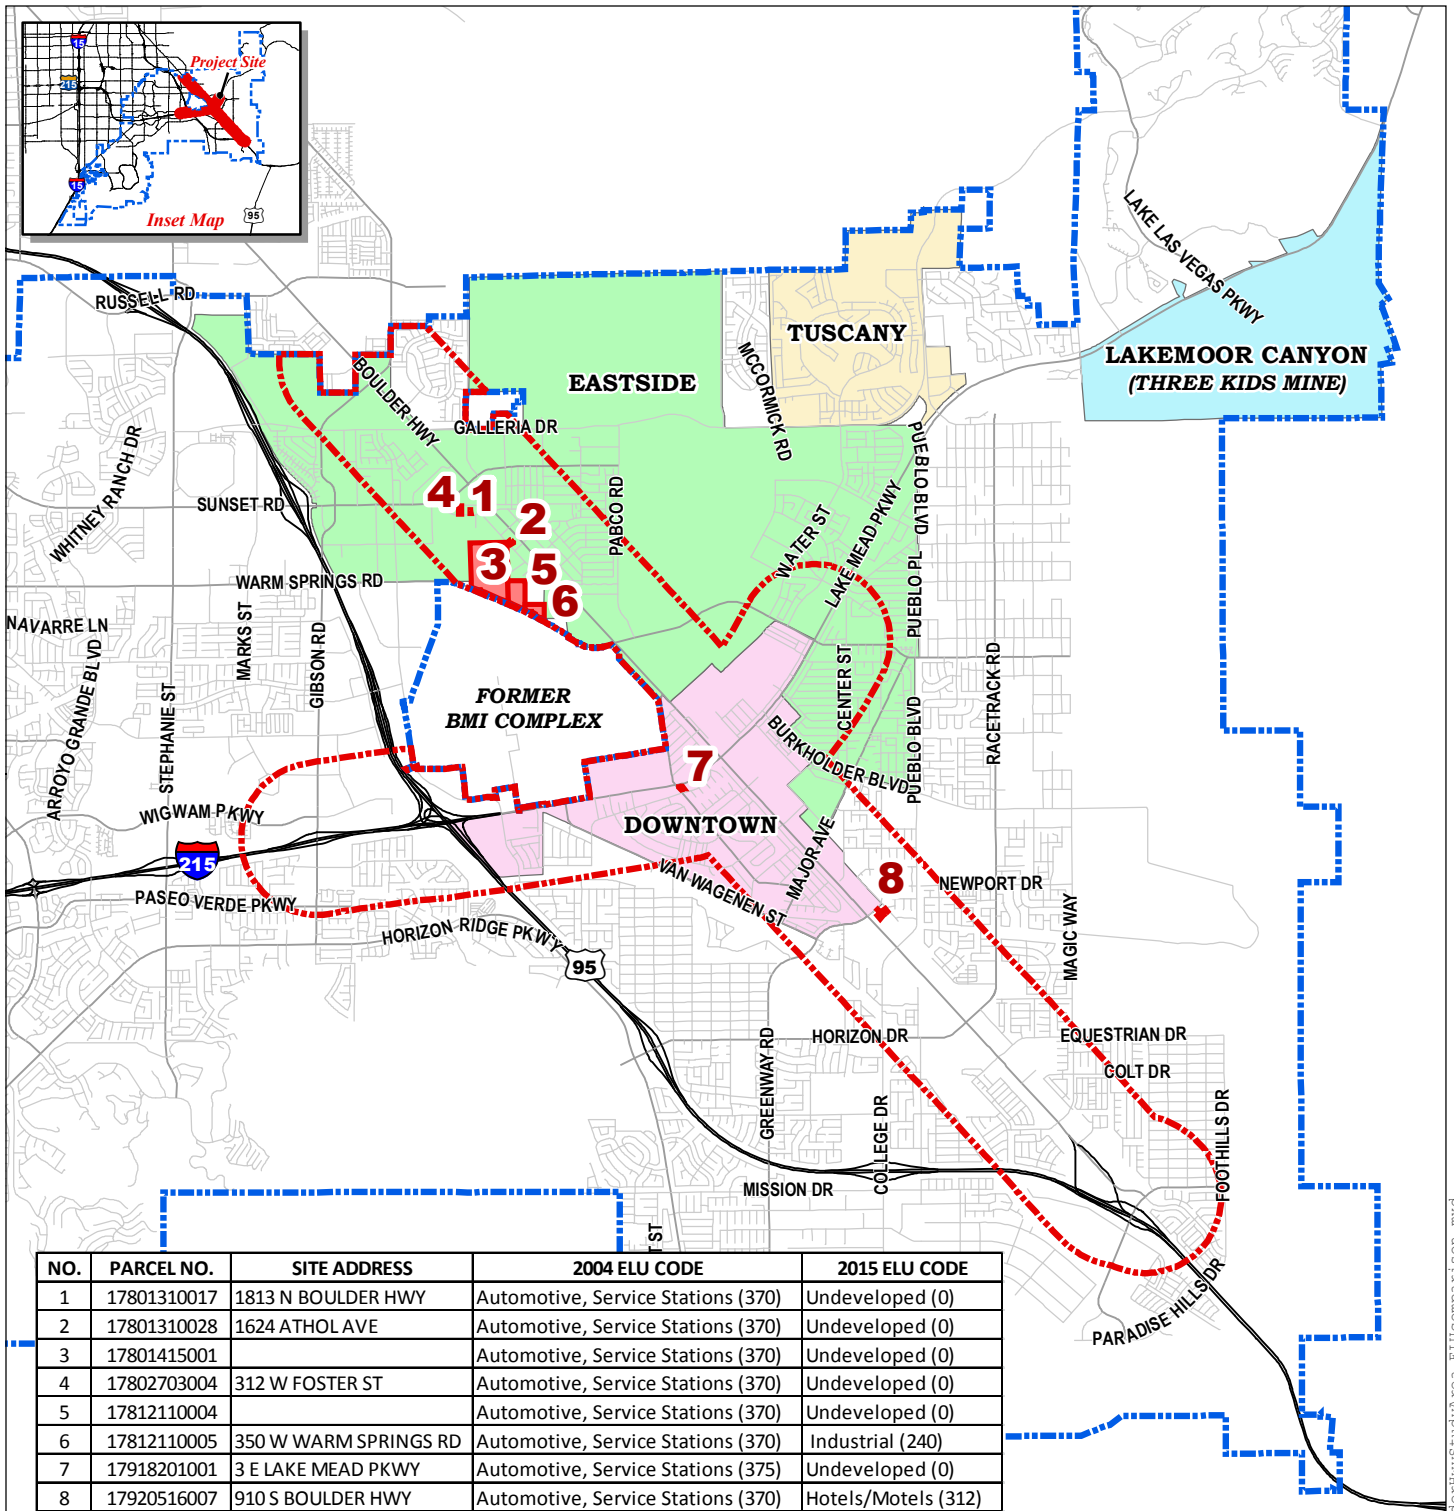 15
215
Project Site
15
Inset Map
95
RUSSELL RD
BOULDER HWY
GALLERIA DR
EASTSIDE
MCCORMICK RD
TUSCANY
LAKE LAS VEGAS PKWY
LAKEMOOR CANYON
(THREE KIDS MINE)
WHITNEY RANCH DR
SUNSET RD
4
1
2
3
5
6
PABCO RD
WATER ST
LAKE MEAD PKWY
PUEBLO BLVD
WARM SPRINGS RD
NAVARRE LN
ARROYO GRANDE BLVD
STEPHANIE ST
MARKS ST
GIBSON RD
FORMER
BMI COMPLEX
CENTER ST
PUEBLO PL
PUEBLO BLVD
RACETRACK RD
BURKHOLDER BLVD
7
WIGWAM PKWY
DOWNTOWN
215
VAN WAGENEN ST
MAJOR AVE
8
NEWPORT DR
PASEO VERDE PKWY
HORIZON RIDGE PKWY
95
MAGIC WAY
GREENWAY RD
HORIZON DR
EQUESTRIAN DR
COLT DR
COLLEGE DR
FOOTHILLS DR
MISSION DR
T ST
PARADISE HILLS DR
NO. PARCEL NO. SITE ADDRESS 2004 ELU CODE 2015 ELU CODE
1 17801310017 1813 N BOULDER HWY Automotive, Service Stations (370) Undeveloped (0)
2 17801310028 1624 ATHOL AVE Automotive, Service Stations (370) Undeveloped (0)
3 17801415001 Automotive, Service Stations (370) Undeveloped (0)
4 17802703004 312 W FOSTER ST Automotive, Service Stations (370) Undeveloped (0)
5 17812110004 Automotive, Service Stations (370) Undeveloped (0)
6 17812110005 350 W WARM SPRINGS RD Automotive, Service Stations (370) Industrial (240)
7 17918201001 3 E LAKE MEAD PKWY Automotive, Service Stations (375) Undeveloped (0)
8 17920516007 910 S BOULDER HWY Automotive, Service Stations (370) Hotels/Motels (312)